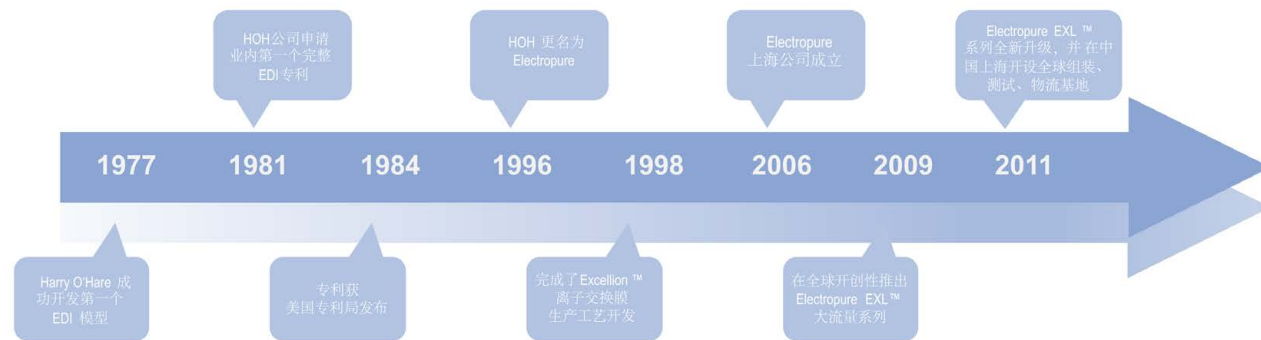 HOH公司申请
业内第一个完整
EDI专利
HOH 更名为
Electropure
Electropure
上海公司成立
Electropure EXL ™
系列全新升级，并在中
国上海开设全球组装、
测试、物流基地
1977 1981 1984 1996 1998 2006 2009 2011
Harry O'Hare 成
功开发第一个
EDI 模型
专利获
美国专利局发布
完成了Excellion ™
离子交换膜
生产工艺开发
在全球开创性推出
Electropure EXL™
大流量系列